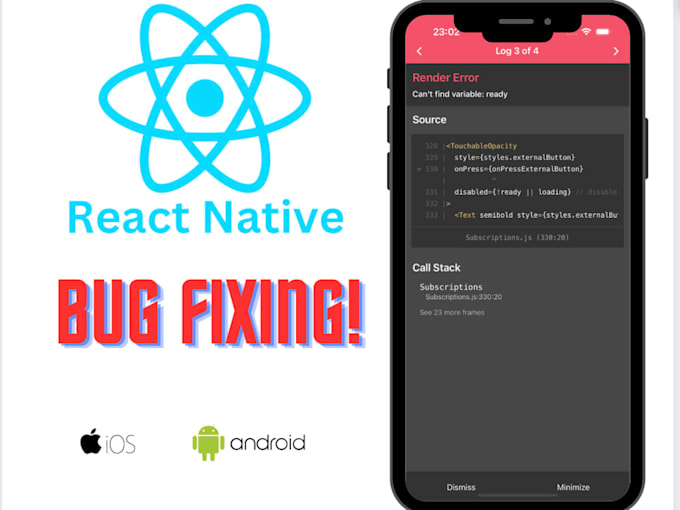 React Native
BUG FIXING!
iOS
android
23:02
Log 3 of 4
Render Error
Can't find variable: ready
Source
328 |<TouchableOpacity
329 | style={styles.externalButton}
> 330 | onPress={onPressExternalButton}
| ^
331 | disabled={!ready || loading} // disable
332 |>
333 | <Text semibold style={styles.externalBu
Subscriptions.js (330:20)
Call Stack
Subscriptions
Subscriptions.js:330:20
See 23 more frames
Dismiss
Minimize